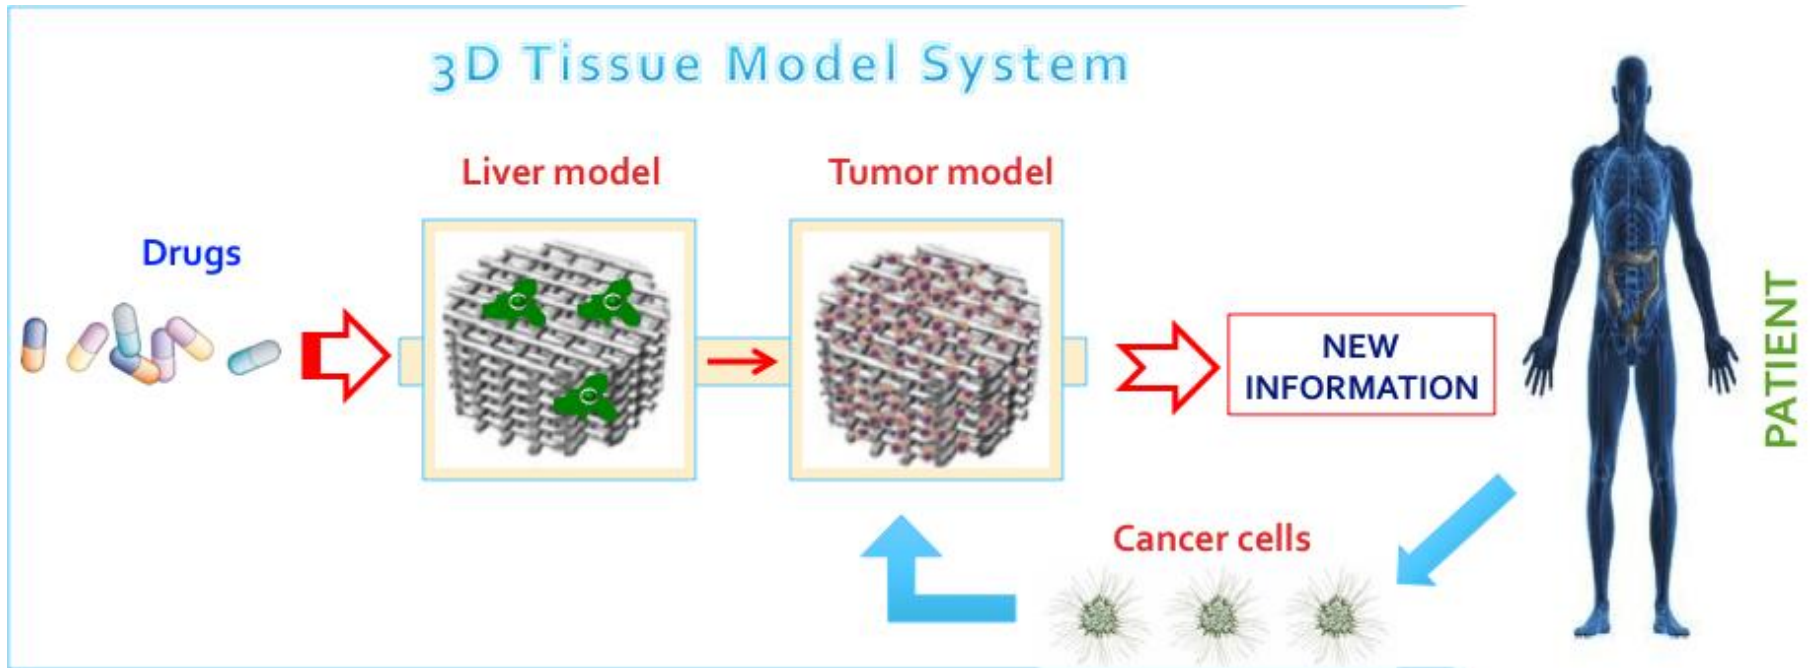 3D Tissue Model System
Liver model
Tumor model
Drugs
NEW
INFORMATION
PATIENT
Cancer cells